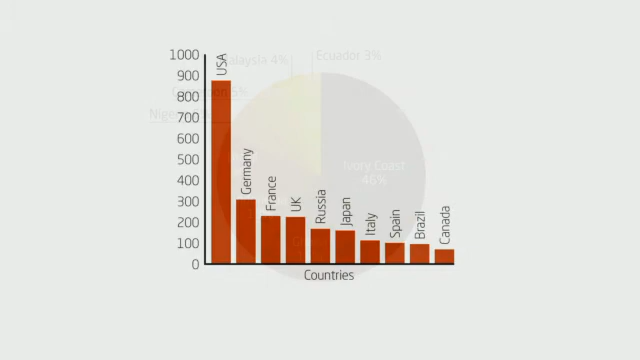 1000
900
800
700
600
500
400
300
200
100
0
USA
Germany
France
UK
Russia
Japan
Italy
Spain
Brazil
Canada
Countries
Malaysia 4%
Ecuador 3%
Ivory Coast
46%